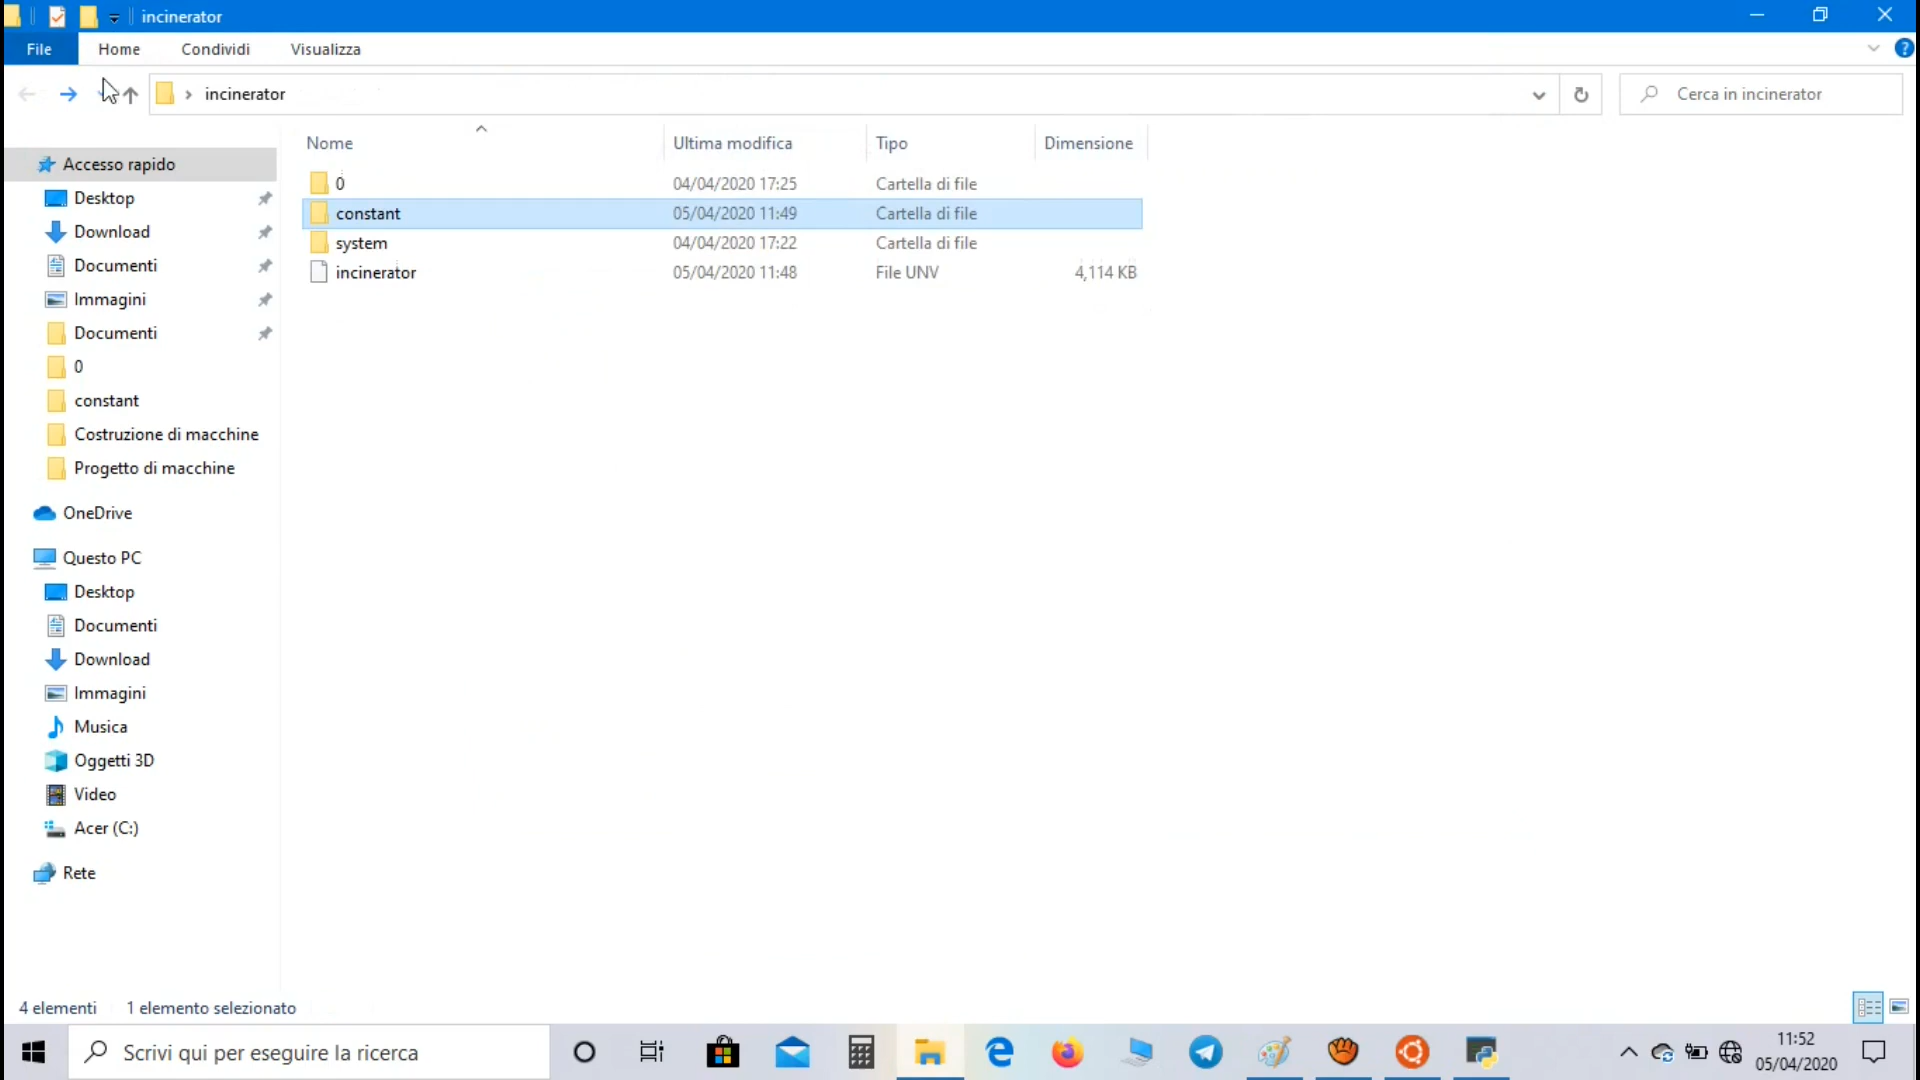 incinerator
File Home Condividi Visualizza
incinerator
Cerca in incinerator
Nome Ultima modifica Tipo Dimensione
0 04/04/2020 17:25 Cartella di file
constant 05/04/2020 11:49 Cartella di file
system 04/04/2020 17:22 Cartella di file
incinerator 05/04/2020 11:48 File UNV 4,114 KB
Accesso rapido
Desktop
Download
Documenti
Immagini
Documenti
0
constant
Costruzione di macchine
Progetto di macchine
OneDrive
Questo PC
Desktop
Documenti
Download
Immagini
Musica
Oggetti 3D
Video
Acer (C:)
Rete
4 elementi 1 elemento selezionato
Scrivi qui per eseguire la ricerca
11:52
05/04/2020